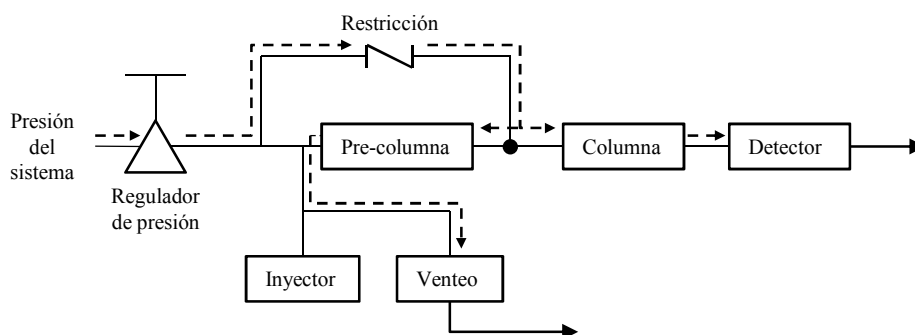 Restricción
Presión
del
sistema
Regulador
de presión
Pre-columna
Columna
Detector
Inyector
Venteo